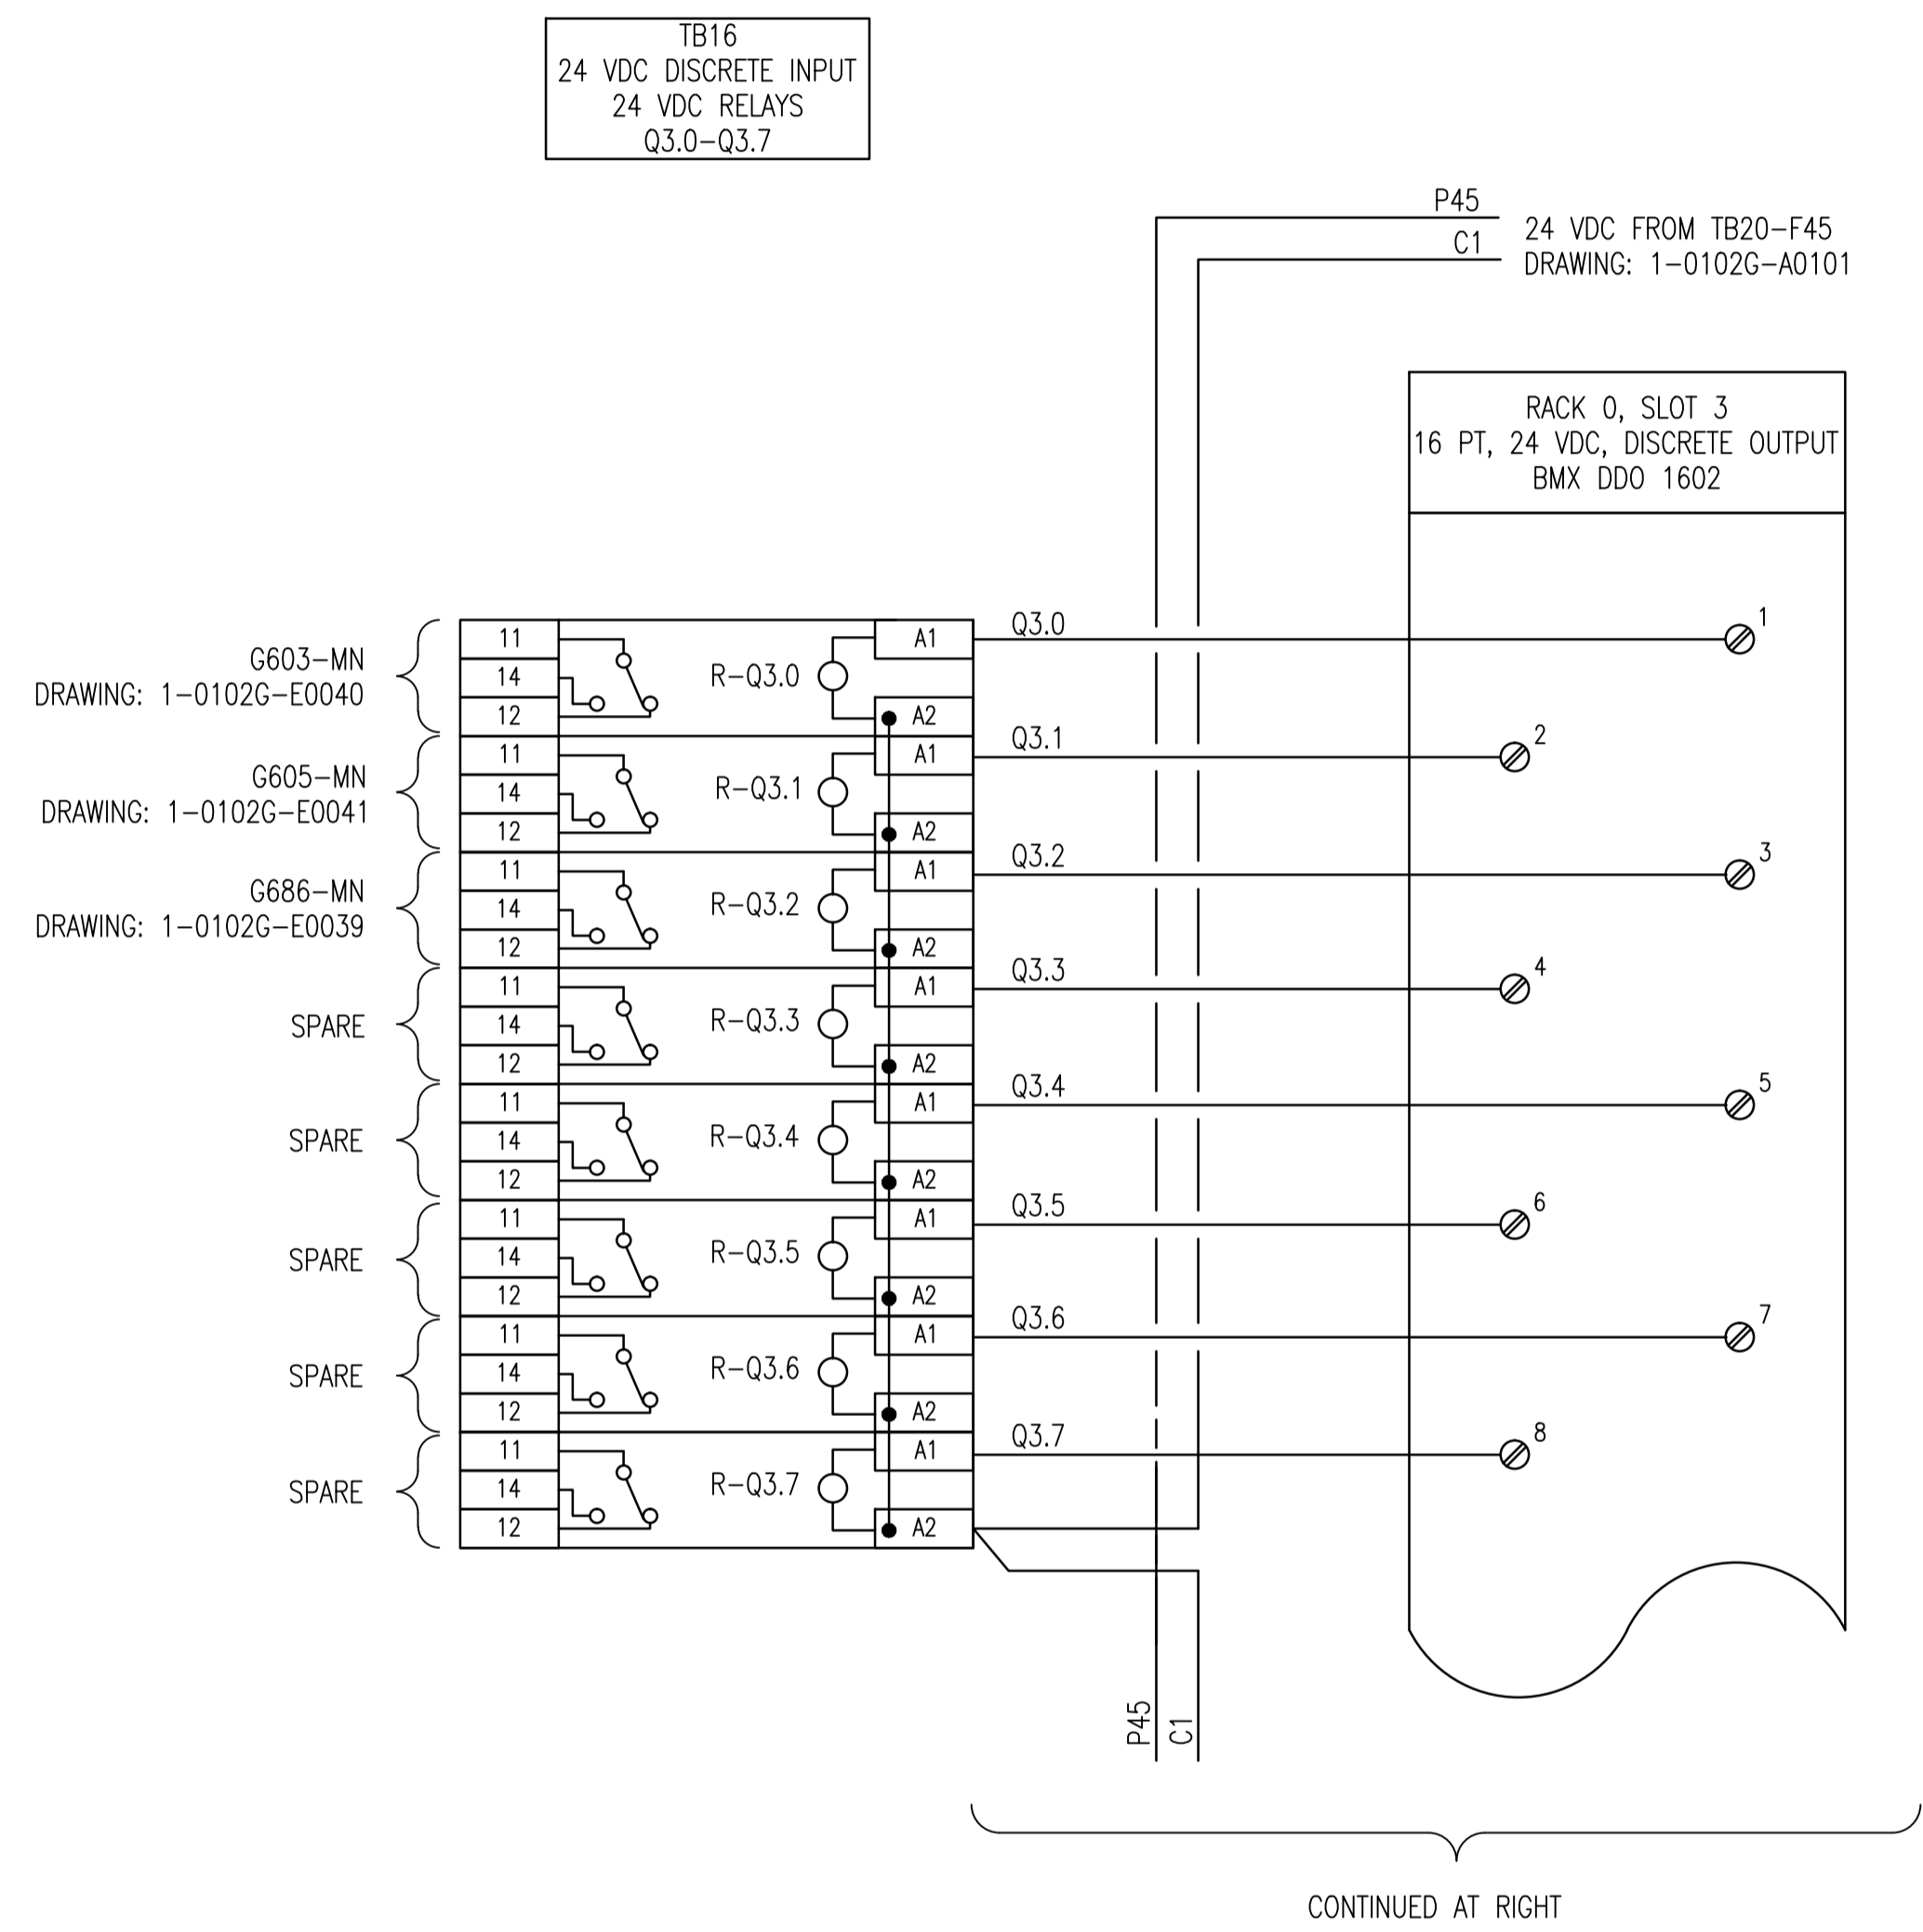 TB16
24 VDC DISCRETE INPUT
24 VDC RELAYS
Q3.0-Q3.7
P45
C1
24 VDC FROM TB20-F45
DRAWING: 1-0102G-A0101
RACK 0, SLOT 3
16 PT, 24 VDC, DISCRETE OUTPUT
BMX DDO 1602
G603-MN
DRAWING: 1-0102G-E0040
11
14
12
R-Q3.0
A1
A2
Q3.0
1
G605-MN
DRAWING: 1-0102G-E0041
11
14
12
R-Q3.1
A1
A2
Q3.1
2
G686-MN
DRAWING: 1-0102G-E0039
11
14
12
R-Q3.2
A1
A2
Q3.2
3
SPARE
11
14
12
R-Q3.3
A1
A2
Q3.3
4
SPARE
11
14
12
R-Q3.4
A1
A2
Q3.4
5
SPARE
11
14
12
R-Q3.5
A1
A2
Q3.5
6
SPARE
11
14
12
R-Q3.6
A1
A2
Q3.6
7
SPARE
11
14
12
R-Q3.7
A1
A2
Q3.7
8
P45
C1
CONTINUED AT RIGHT